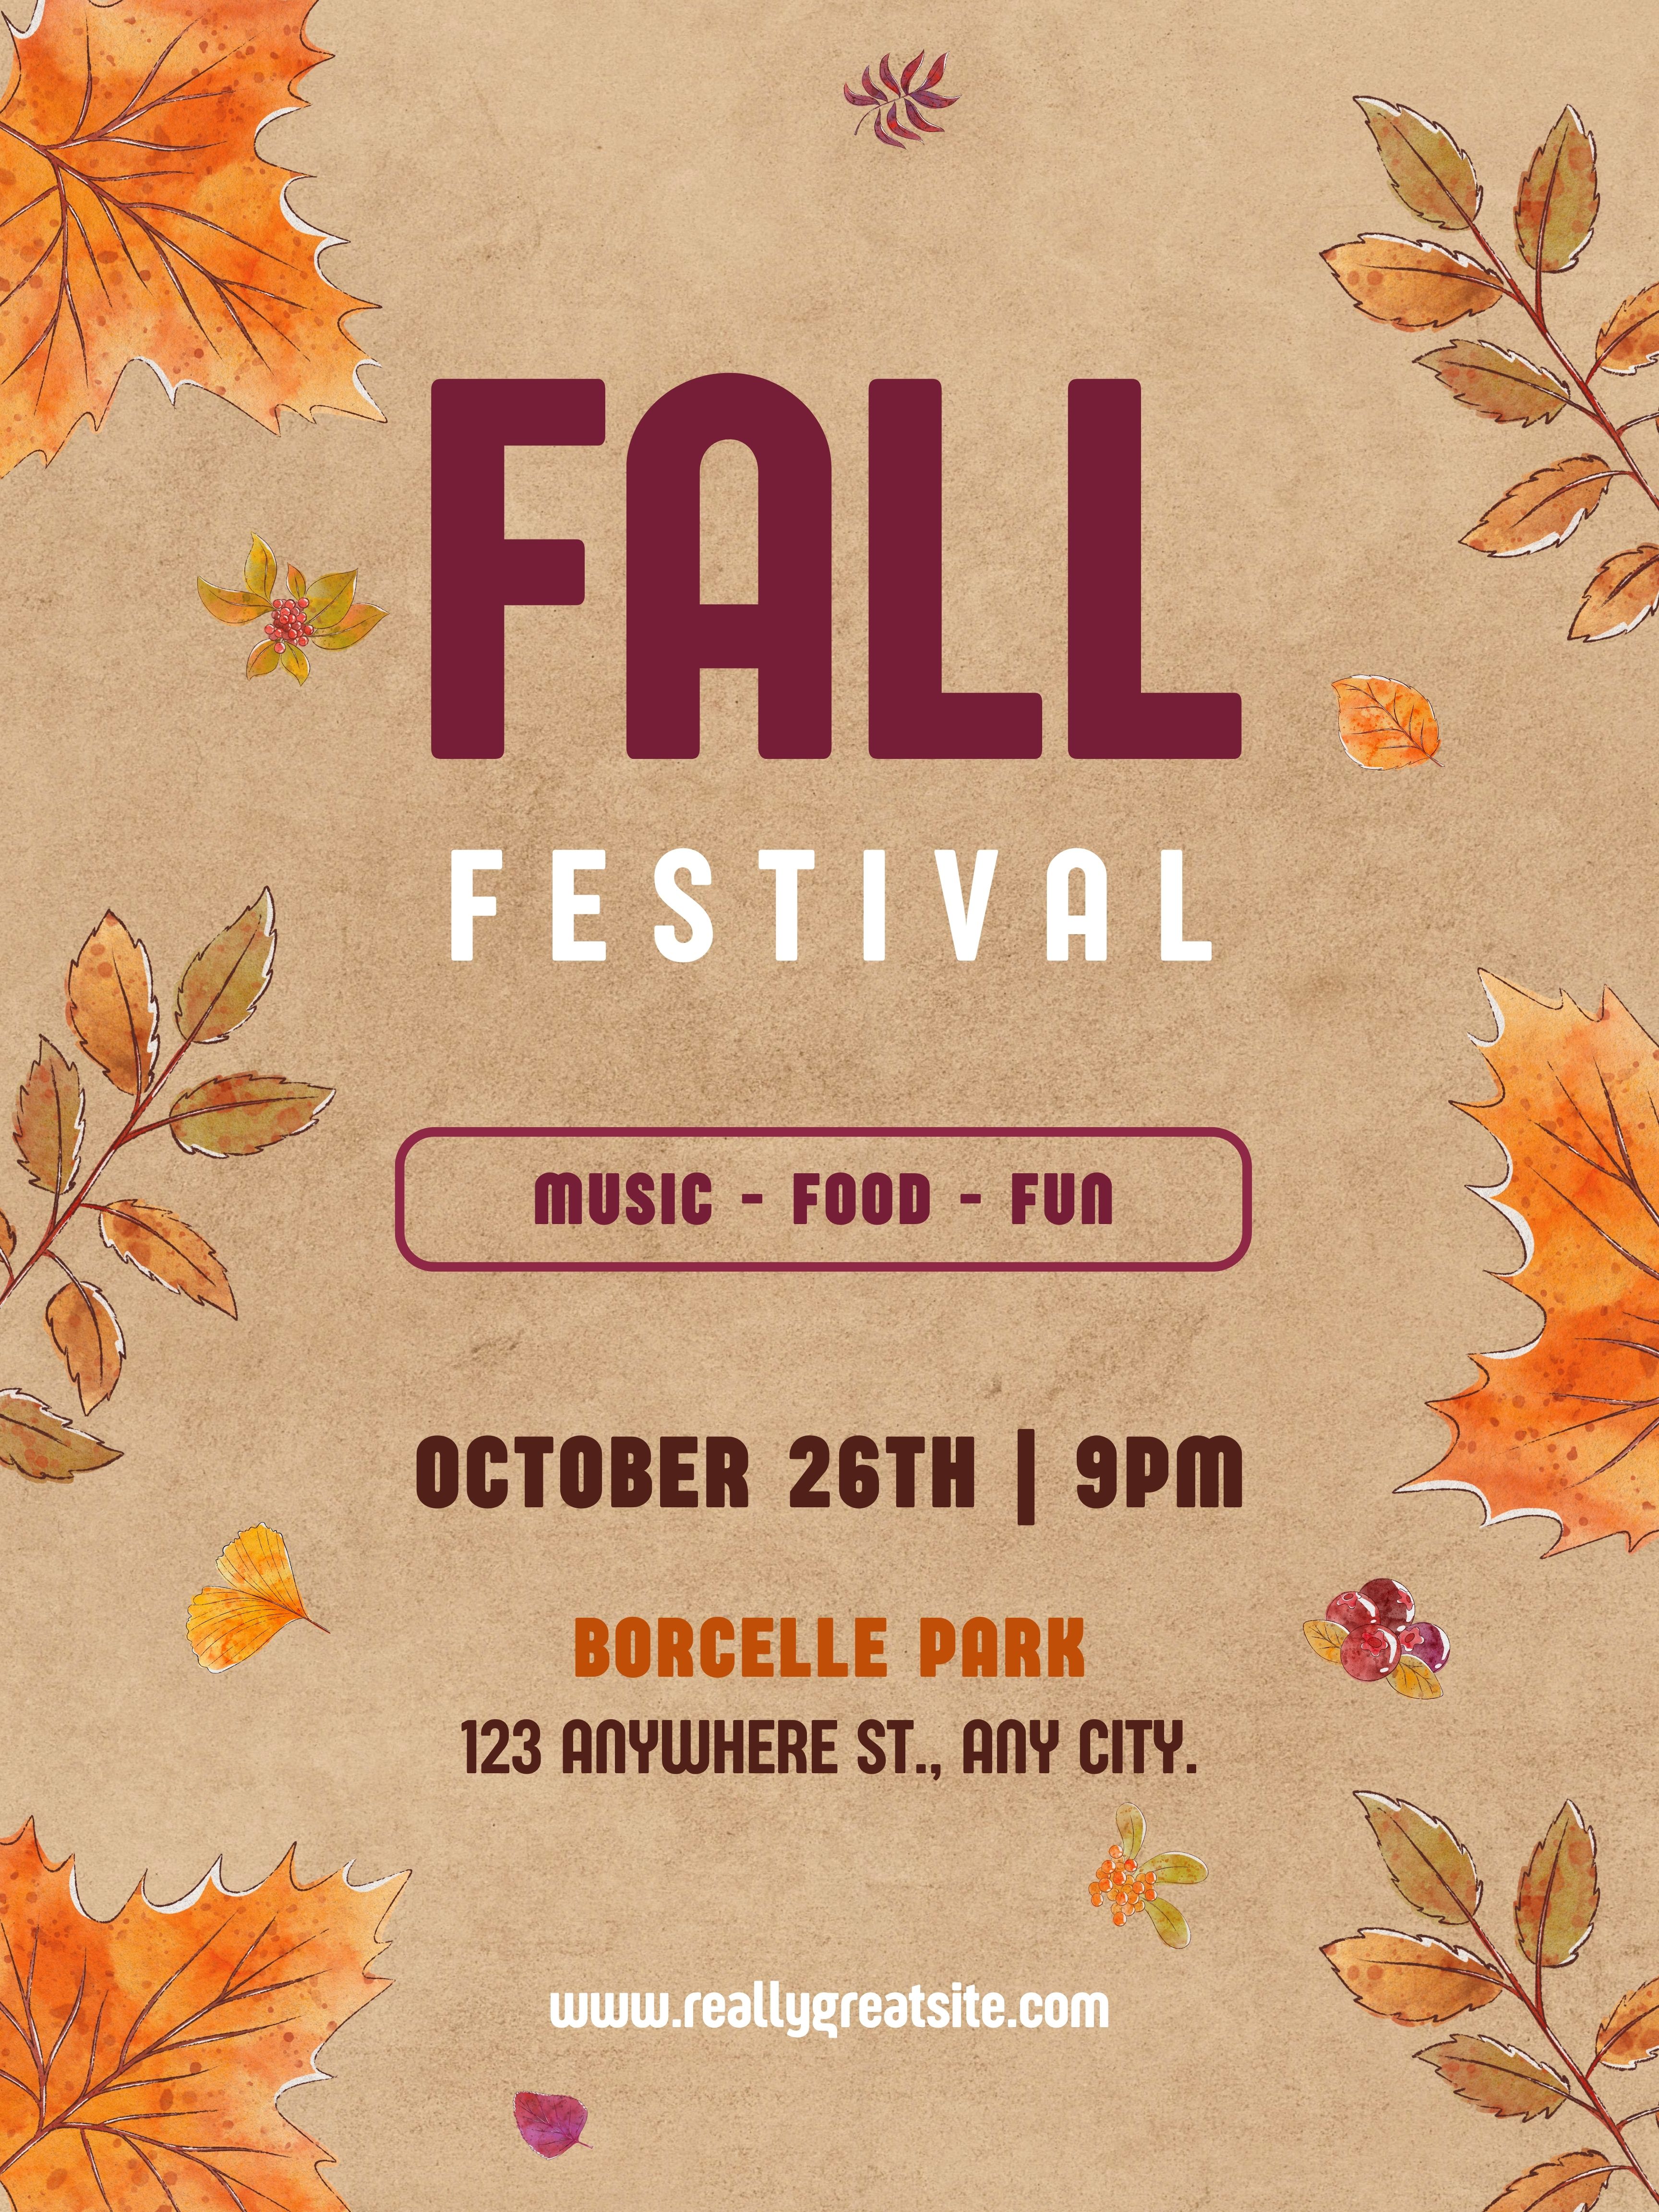 FALL
FESTIVAL
MUSIC - FOOD - FUN
OCTOBER 26TH | 9PM
BORCELLE PARK
123 ANYWHERE ST., ANY CITY.
www.reallygreatsite.com